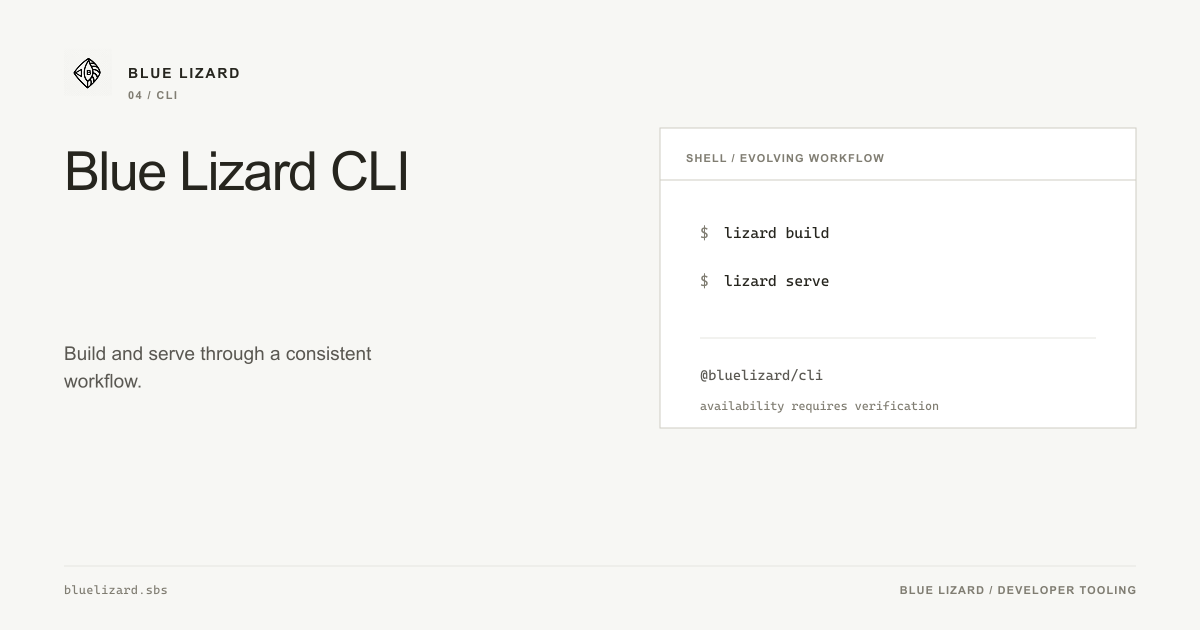 BLUE LIZARD
04 / CLI
Blue Lizard CLI
Build and serve through a consistent
workflow.
SHELL / EVOLVING WORKFLOW
$ lizard build
$ lizard serve
@bluelizard/cli
availability requires verification
bluelizard.sbs
BLUE LIZARD / DEVELOPER TOOLING